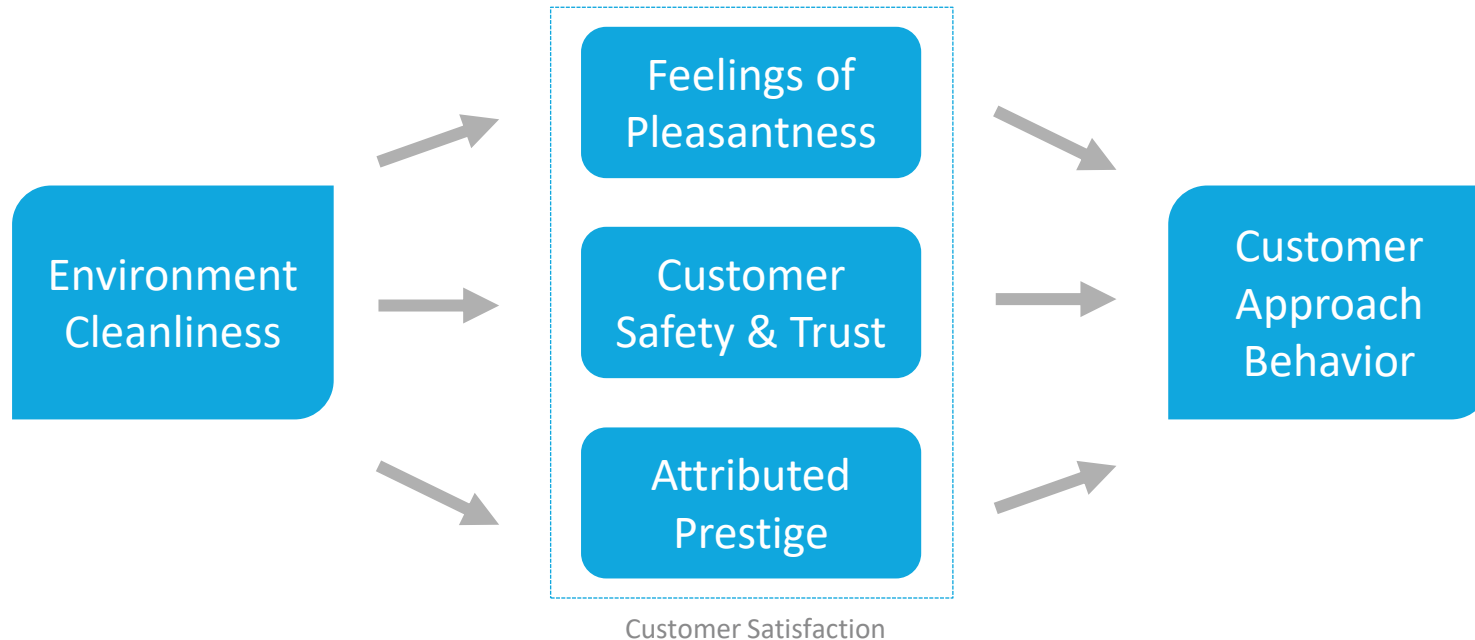 Environment
Cleanliness
Feelings of
Pleasantness
Customer
Safety & Trust
Attributed
Prestige
Customer Satisfaction
Customer
Approach
Behavior